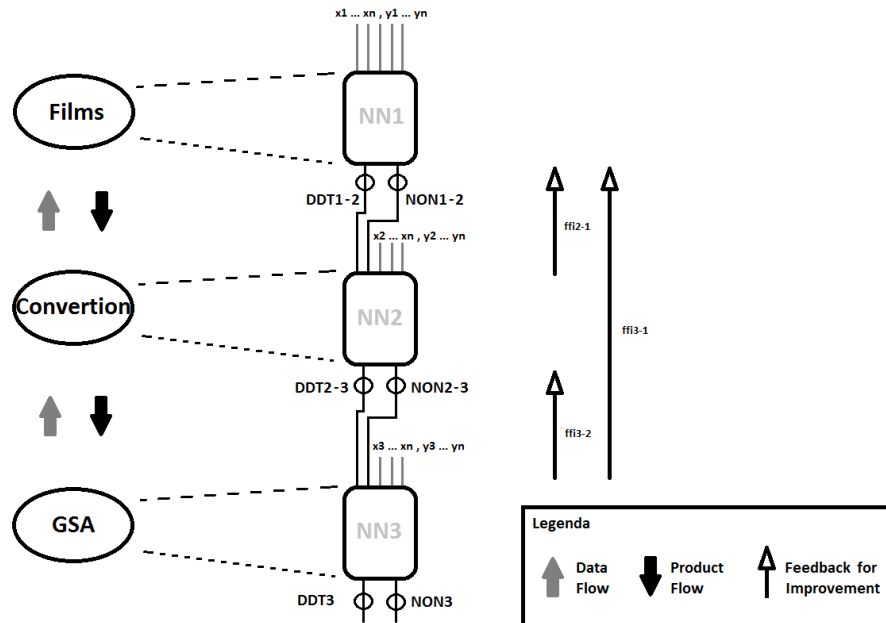 x1 ... xn , y1 ... yn
Films
NN1
DDT1-2
NON1-2
x2 ... xn , y2 ... yn
ffi2-1
Convertion
NN2
ffi3-1
DDT2-3
NON2-3
x3 ... xn , y3 ... yn
ffi3-2
GSA
NN3
DDT3
NON3
Legenda
Data
Flow
Product
Flow
Feedback for
Improvement